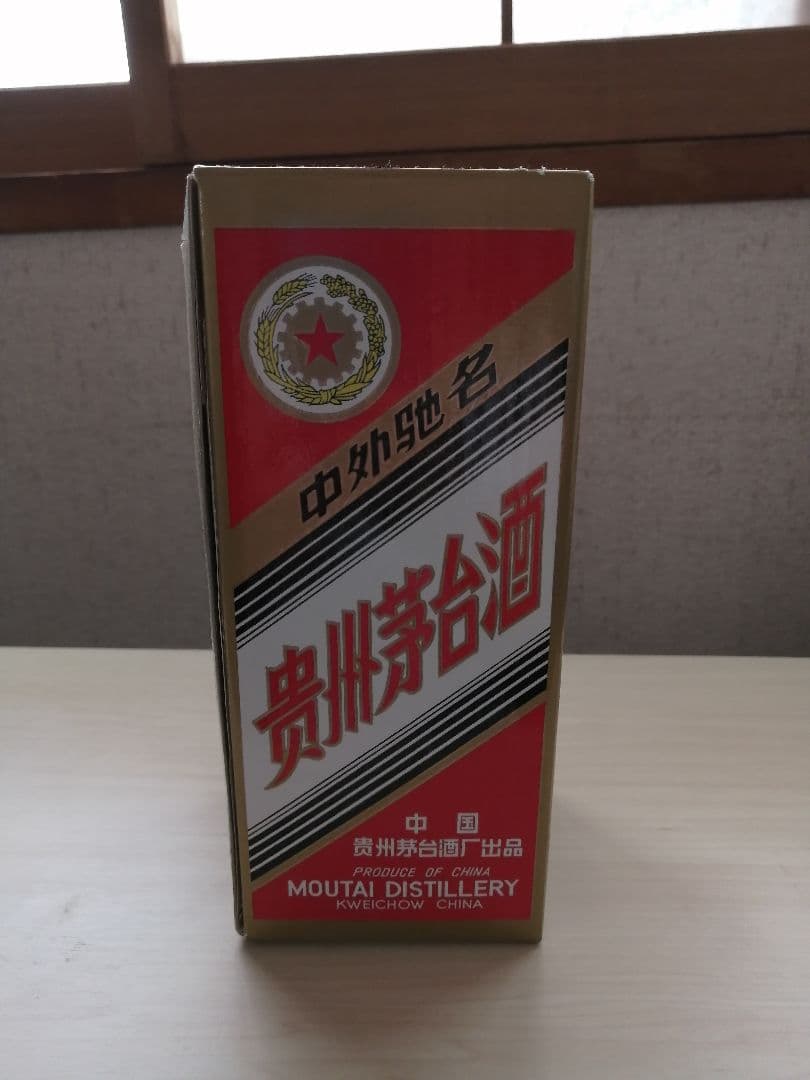 中外驰名
贵州茅台酒
中国
贵州茅台酒厂出品
PRODUCE OF CHINA
MOUTAI DISTILLERY
KWEICHOW CHINA